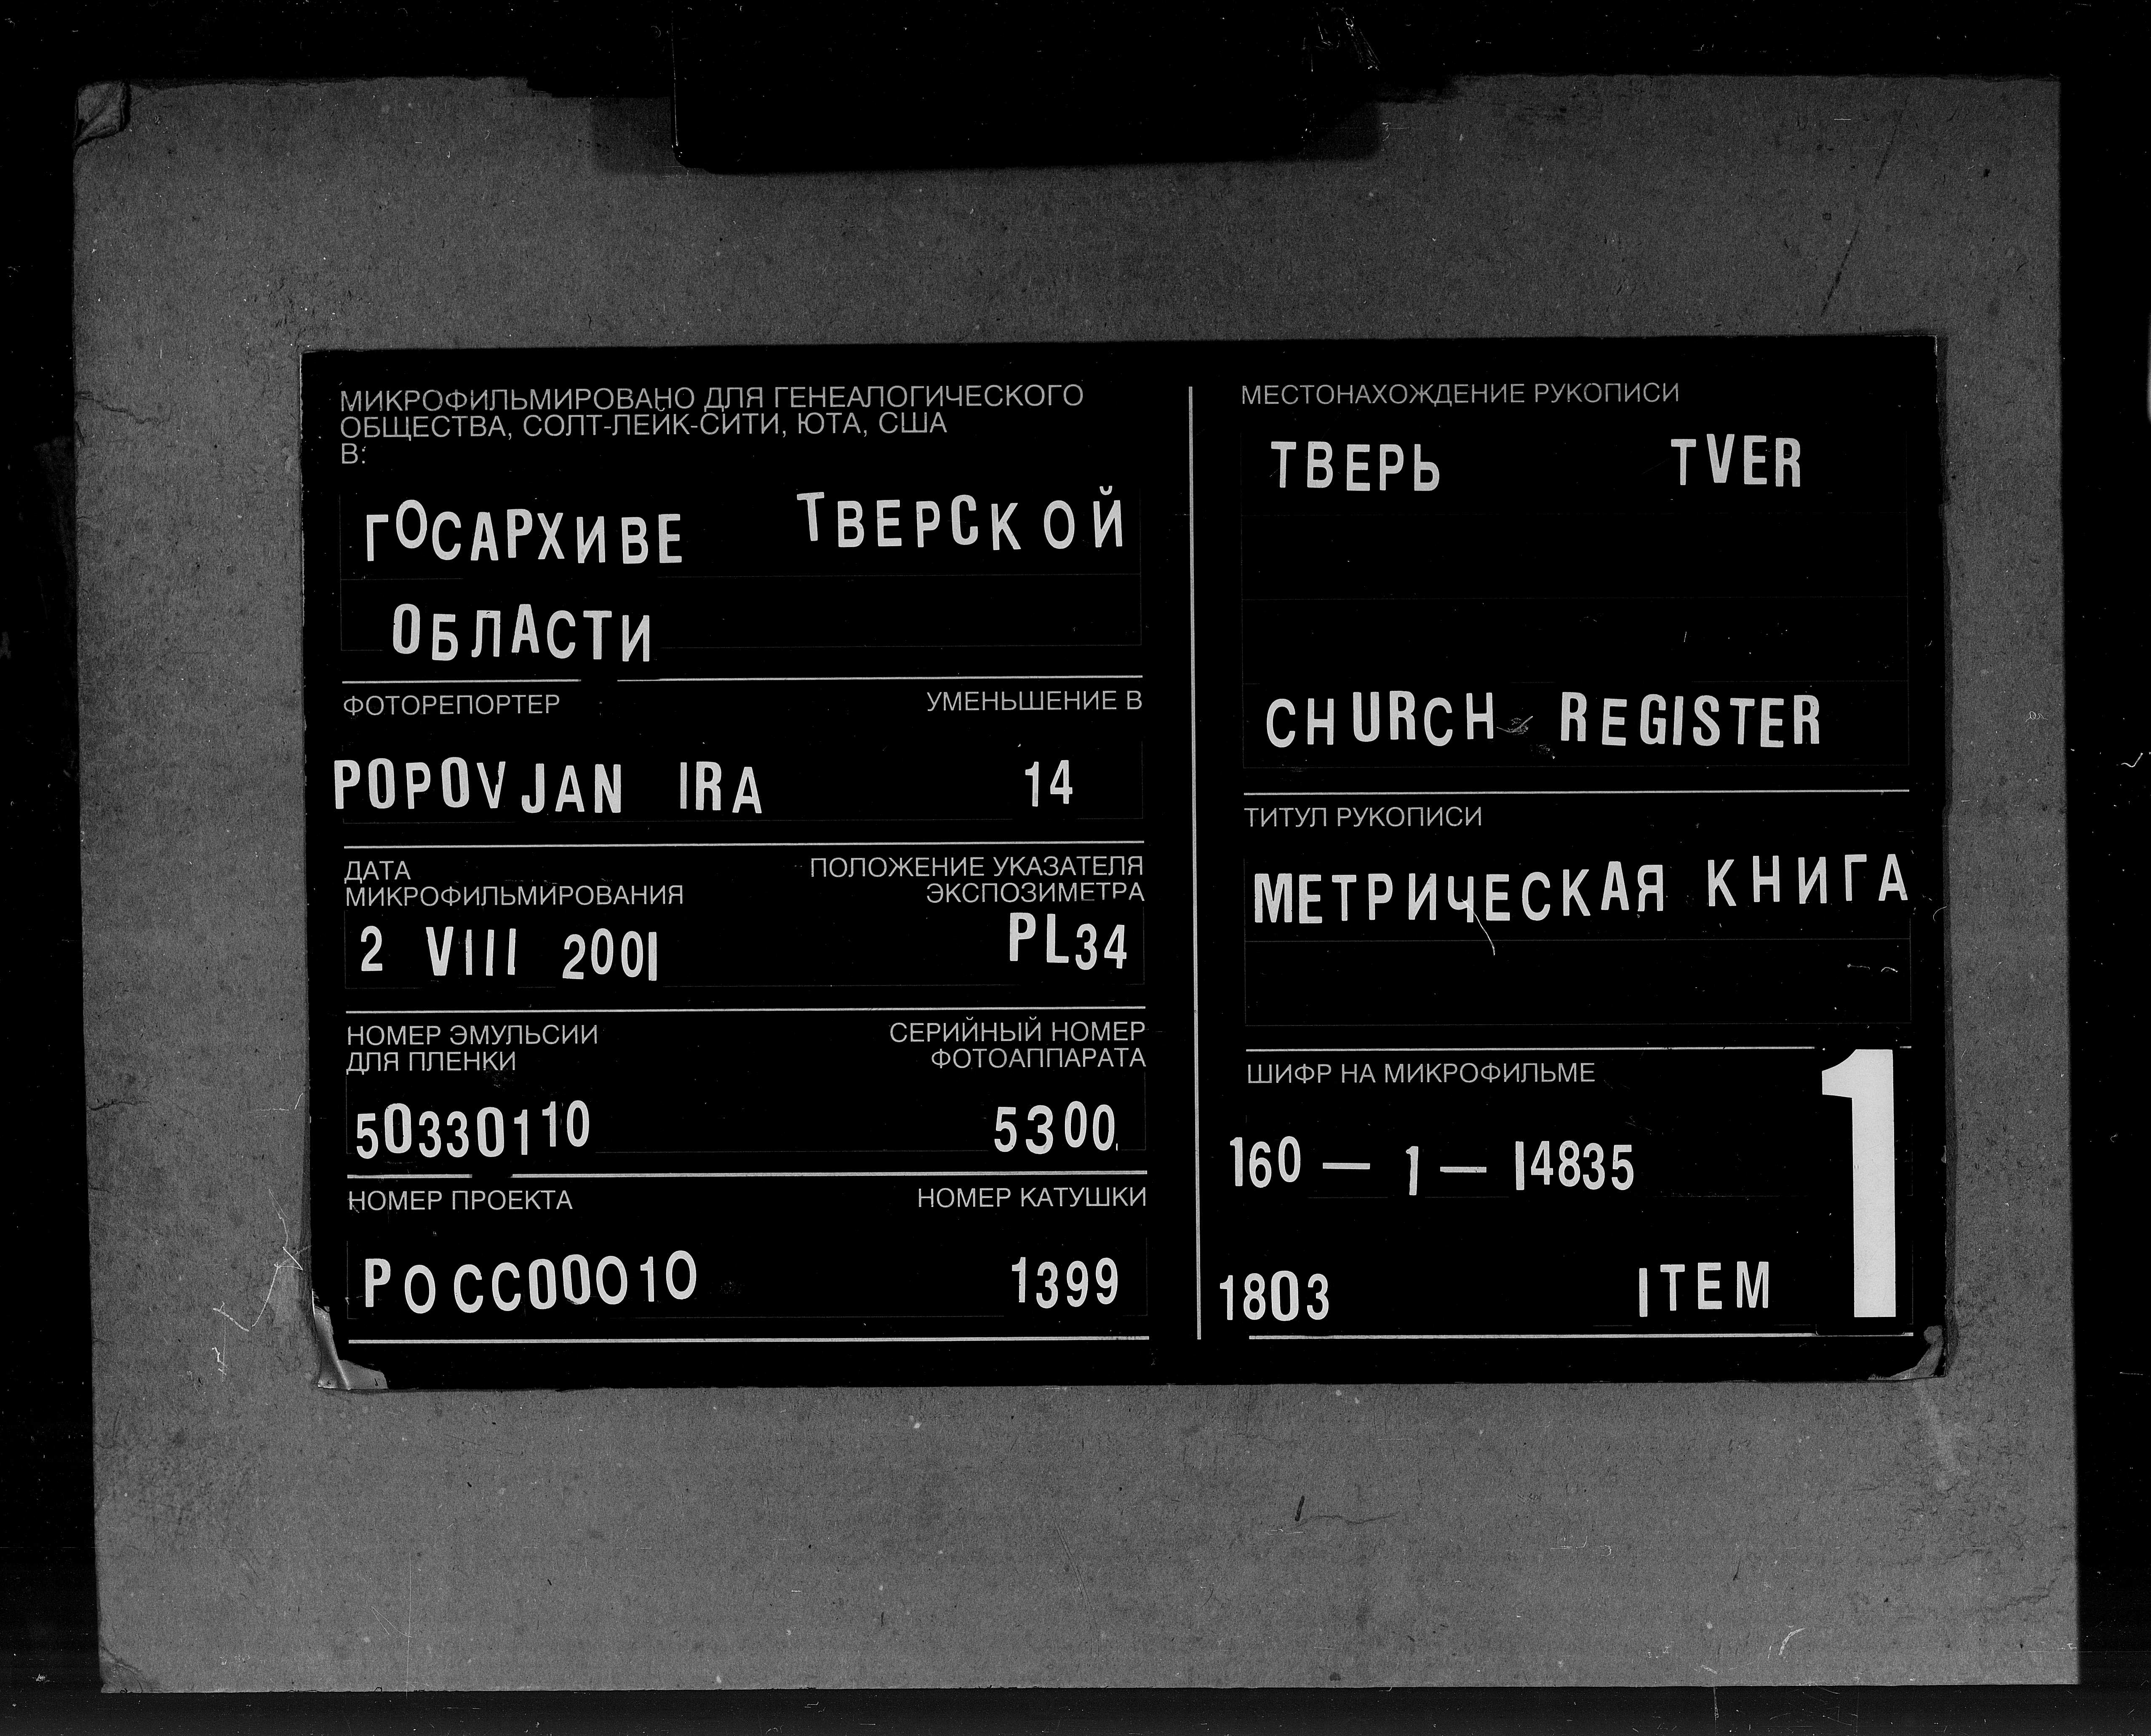 МИКРОФИЛЬМИРОВАНО ДЛЯ ГЕНЕАЛОГИЧЕСКОГО
ОБЩЕСТВА, СОЛТ-ЛЕЙК-СИТИ, ЮТА, США
В:
ГОСАРХИВЕ ТВЕРСКОЙ
ОБЛАСТИ
ФОТОРЕПОРТЕР УМЕНЬШЕНИЕ В
POPOVJAN IRA 14
ДАТА
МИКРОФИЛЬМИРОВАНИЯ
ПОЛОЖЕНИЕ УКАЗАТЕЛЯ
ЭКСПОЗИМЕТРА
2 VIII 2001 PL34
НОМЕР ЭМУЛЬСИИ
ДЛЯ ПЛЕНКИ
СЕРИЙНЫЙ НОМЕР
ФОТОАППАРАТА
50330110 5300
НОМЕР ПРОЕКТА НОМЕР КАТУШКИ
РОСС00010 1399
МЕСТОНАХОЖДЕНИЕ РУКОПИСИ
ТВЕРЬ TVER
CHURCH REGISTER
ТИТУЛ РУКОПИСИ
МЕТРИЧЕСКАЯ КНИГА
ШИФР НА МИКРОФИЛЬМЕ
160 — 1 — 14835
1803 ITEM 1